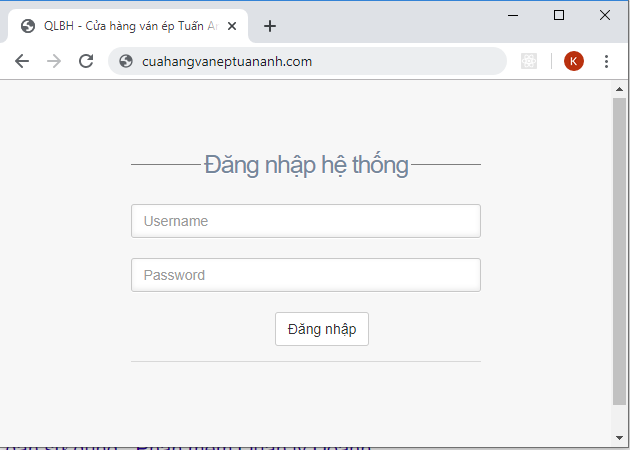 QLBH - Cửa hàng ván ép Tuấn
cuahangvaneptuananh.com
K
Đăng nhập hệ thống
Username
Password
Đăng nhập